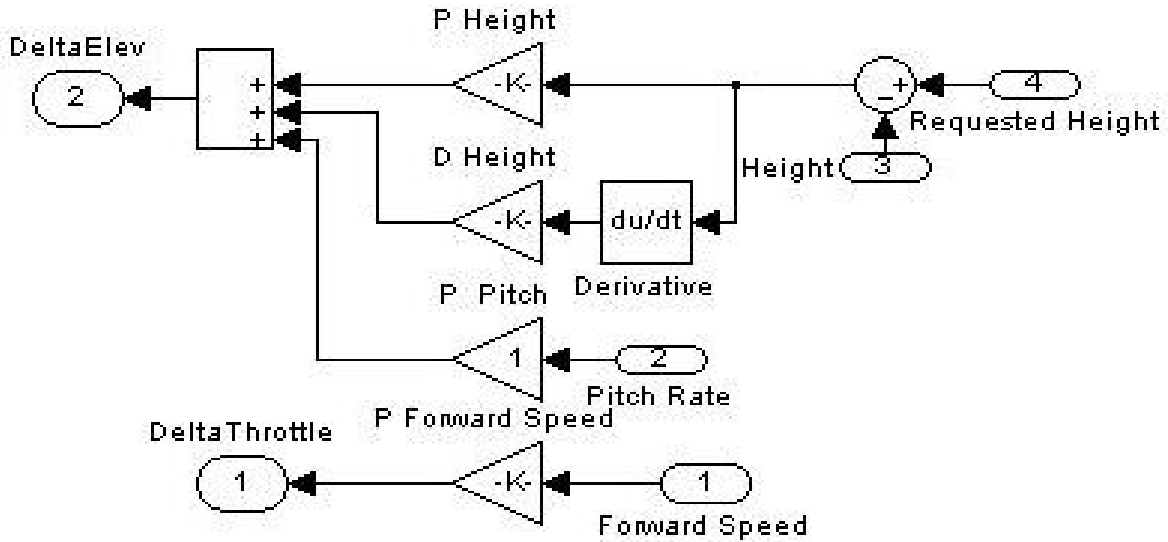 P Height
DeltaElev
2
+
+
+
-K-
+
−
4
Requested Height
D Height
Height
3
-K-
du/dt
Derivative
P Pitch
1
2
Pitch Rate
P Forward Speed
DeltaThrottle
1
-K-
1
Forward Speed